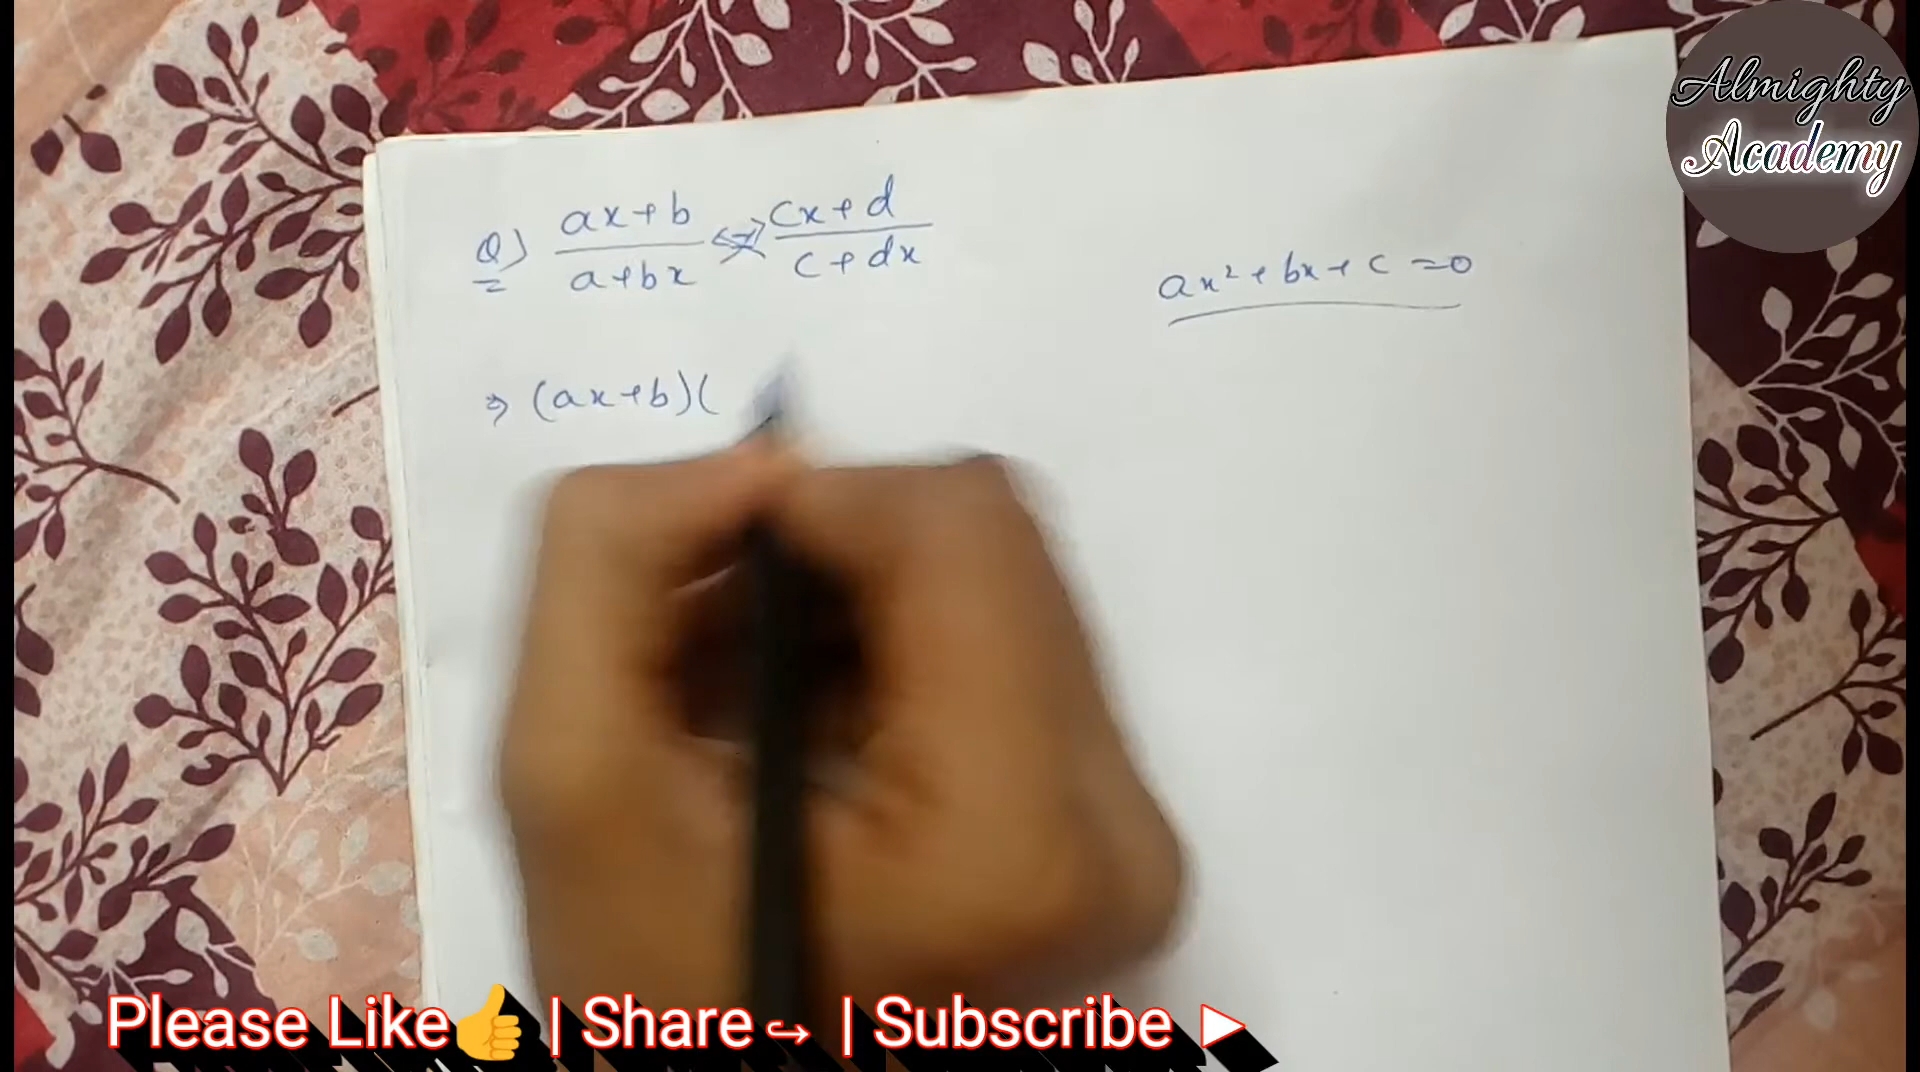 Almighty
Academy
Q) ax+b / a+bx = cx+d / c+dx
ax²+bx+c=0
⇒ (ax+b)(
Please Like👍 | Share↪ | Subscribe ►